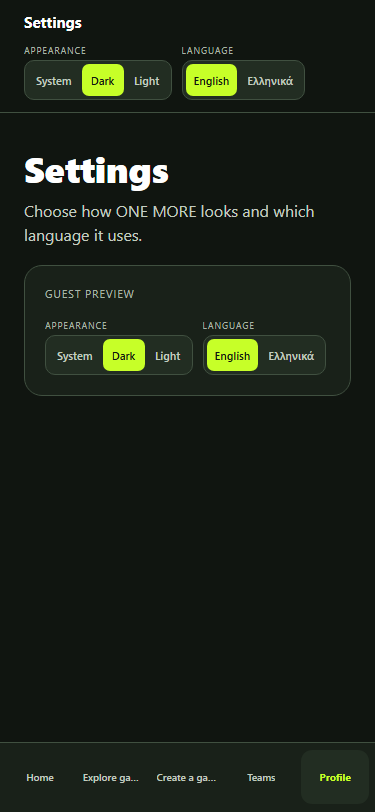 Settings
APPEARANCE LANGUAGE
System Dark Light English Ελληνικά
Settings
Choose how ONE MORE looks and which
language it uses.
GUEST PREVIEW
APPEARANCE LANGUAGE
System Dark Light English Ελληνικά
Home Explore ga... Create a ga... Teams Profile